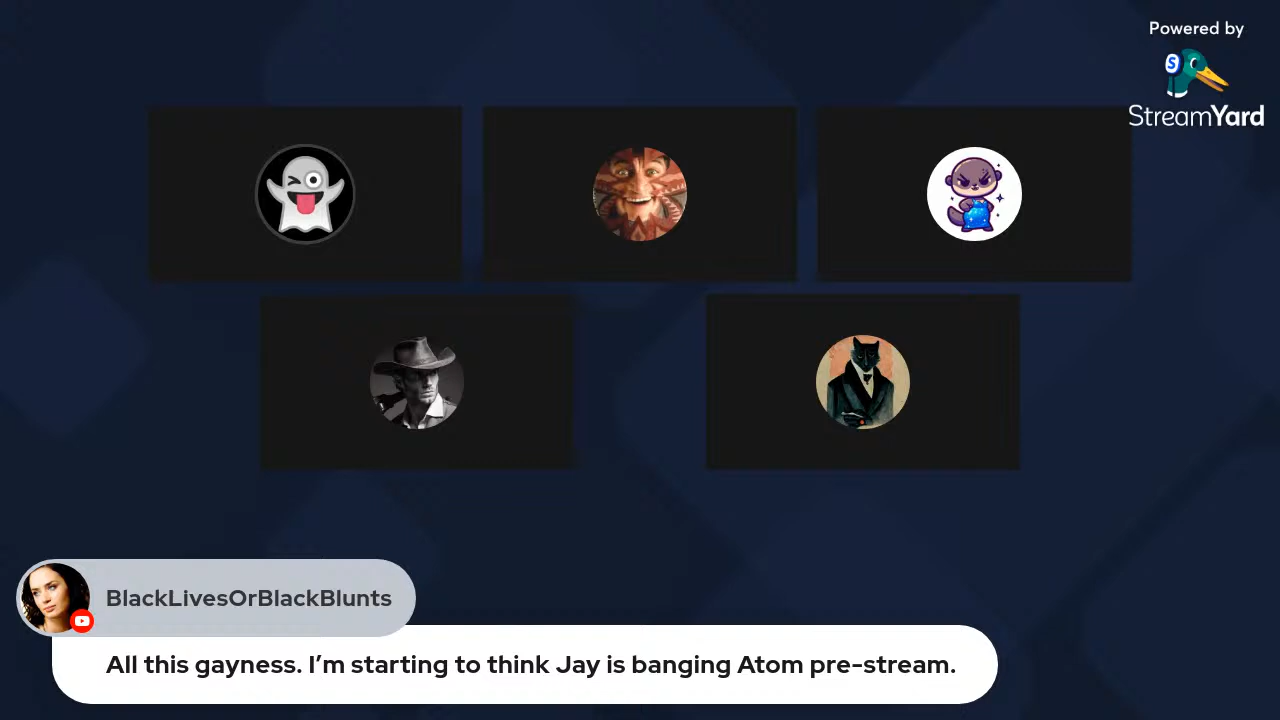 Powered by
S
StreamYard
BlackLivesOrBlackBlunts
All this gayness. I’m starting to think Jay is banging Atom pre-stream.